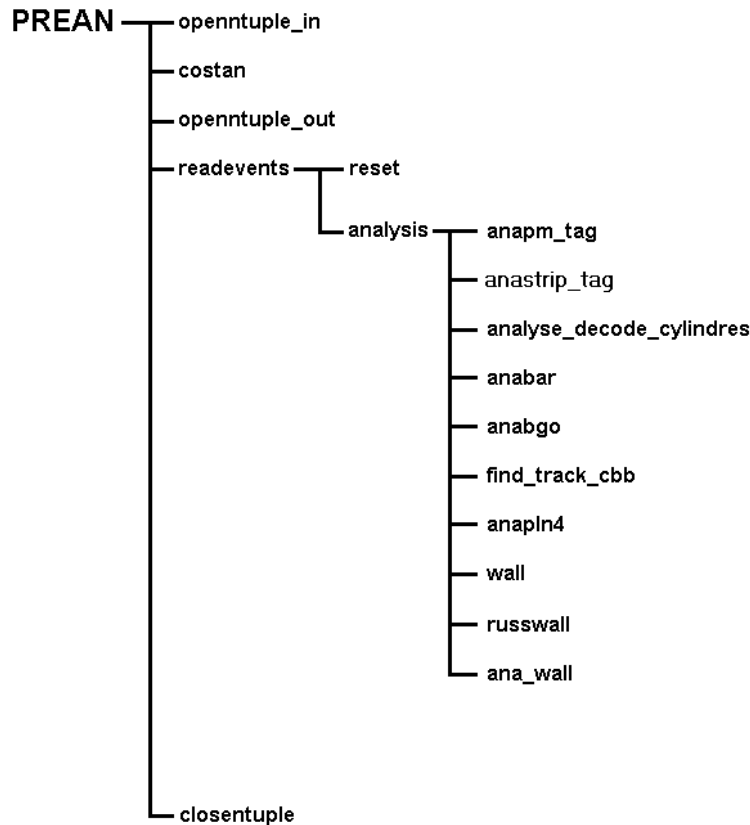 PREAN openntuple_in
costan
openntuple_out
readevents reset
analysis anapm_tag
anastrip_tag
analyse_decode_cylindres
anabar
anabgo
find_track_cbb
anapln4
wall
russwall
ana_wall
closentuple